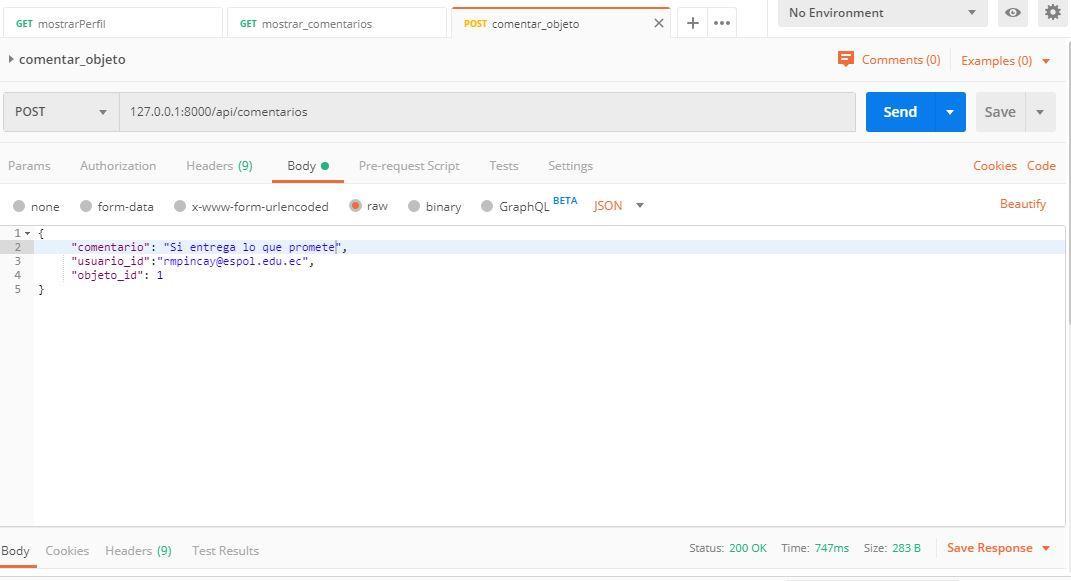 GET mostrarPerfil GET mostrar_comentarios POST comentar_objeto No Environment
comentar_objeto Comments (0) Examples (0)
POST 127.0.0.1:8000/api/comentarios Send Save
Params Authorization Headers (9) Body Pre-request Script Tests Settings Cookies Code
none form-data x-www-form-urlencoded raw binary GraphQL BETA JSON Beautify
1 {
2 "comentario": "Si entrega lo que promete",
3 "usuario_id":"rmpincay@espol.edu.ec",
4 "objeto_id": 1
5 }
Body Cookies Headers (9) Test Results Status: 200 OK Time: 747ms Size: 283 B Save Response